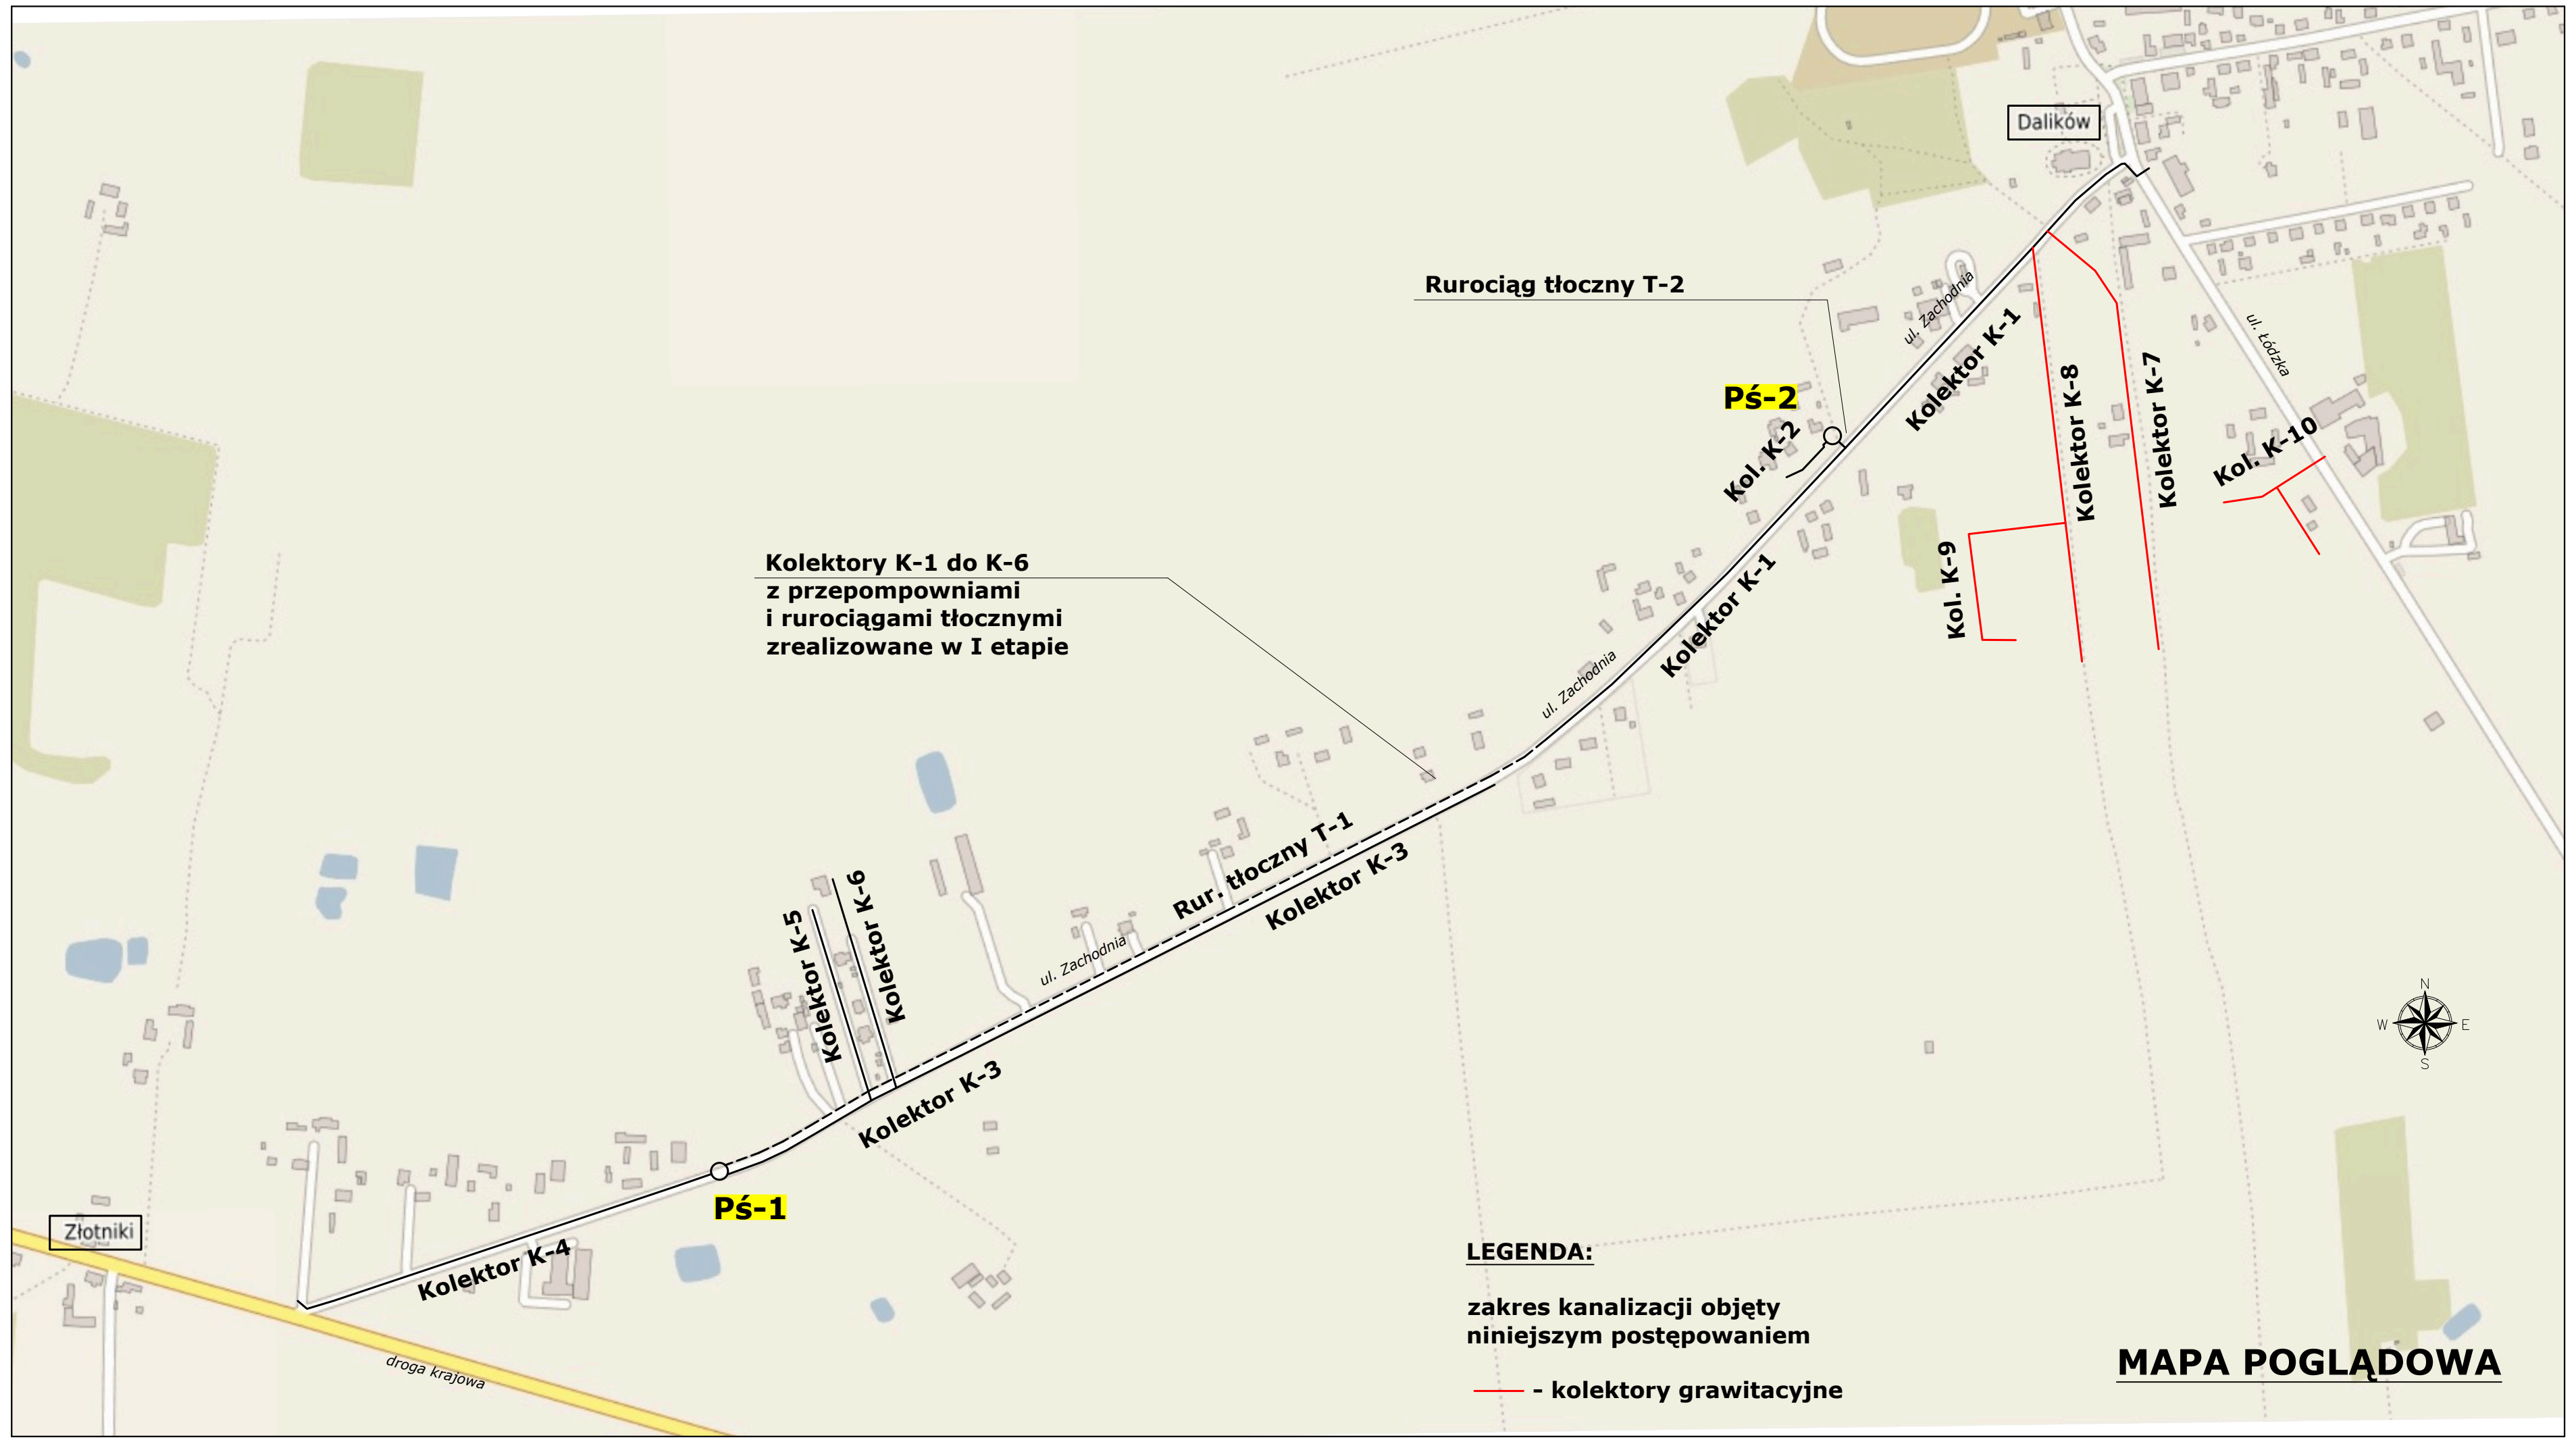 Dalików
Rurociąg tłoczny T-2
ul. Zachodnia
Kolektor K-1
ul. Łódzka
Kolektor K-8
Kolektor K-7
Pś-2
Kol. K-2
Kol. K-10
Kol. K-9
Kolektory K-1 do K-6
z przepompowniami
i rurociągami tłocznymi
zrealizowane w I etapie
Kolektor K-1
ul. Zachodnia
Rur. tłoczny T-1
Kolektor K-3
Kolektor K-5
Kolektor K-6
ul. Zachodnia
Kolektor K-3
N
W
E
S
Pś-1
Złotniki
Kolektor K-4
droga krajowa
LEGENDA:
zakres kanalizacji objęty
niniejszym postępowaniem
- kolektory grawitacyjne
MAPA POGLĄDOWA